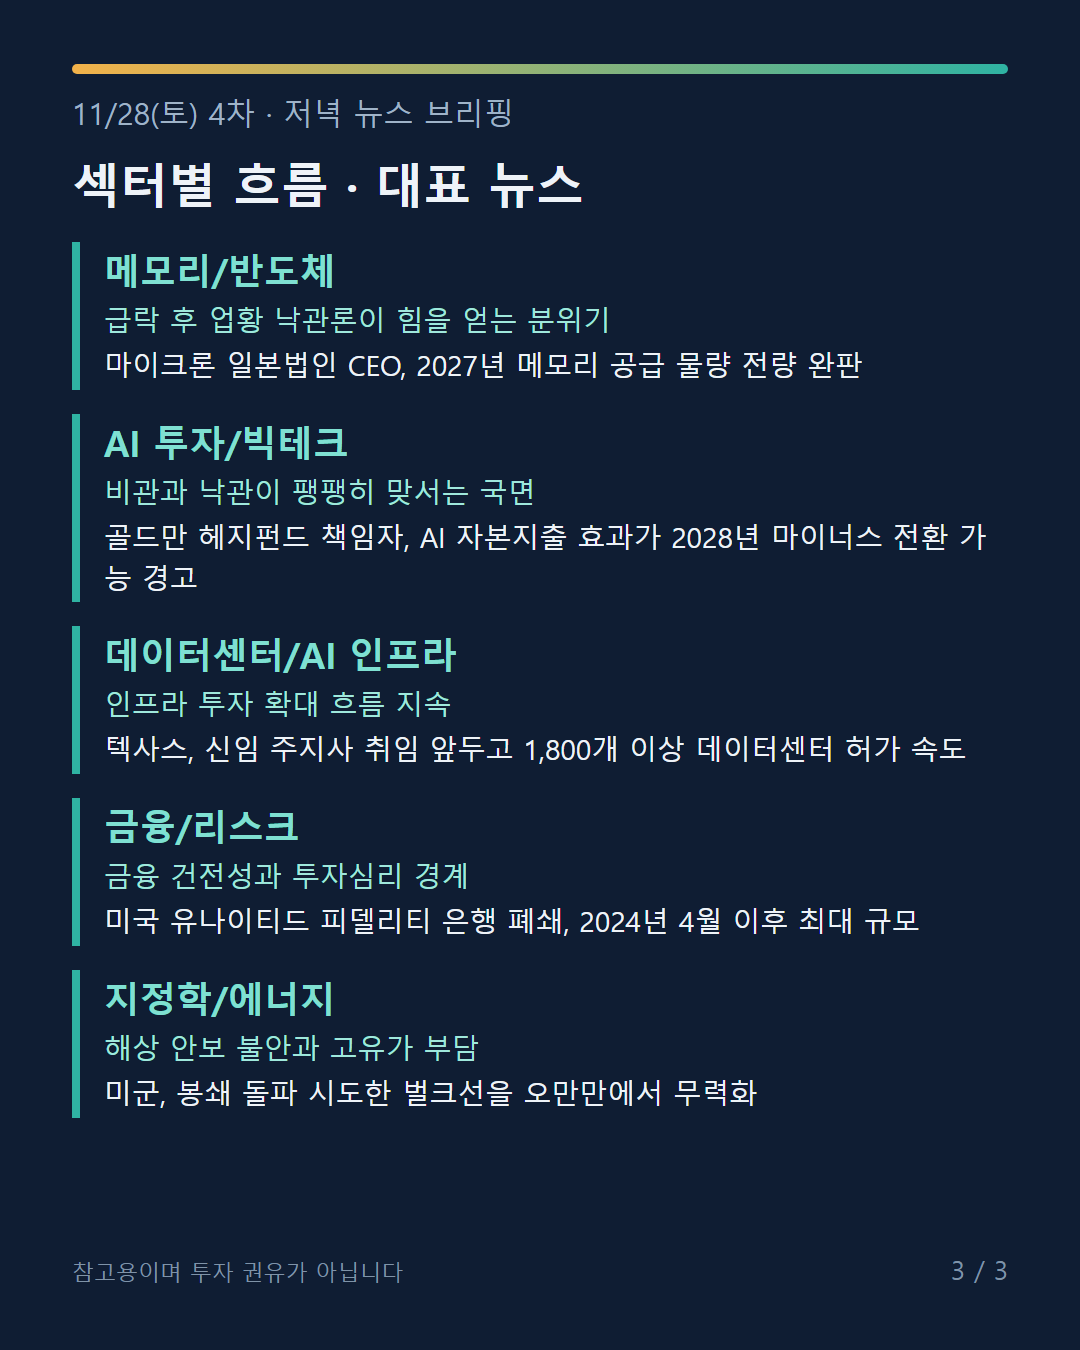 11/28(토) 4차 · 저녁 뉴스 브리핑
섹터별 흐름 · 대표 뉴스
메모리/반도체
급락 후 업황 낙관론이 힘을 얻는 분위기
마이크론 일본법인 CEO, 2027년 메모리 공급 물량 전량 완판
AI 투자/빅테크
비관과 낙관이 팽팽히 맞서는 국면
골드만 헤지펀드 책임자, AI 자본지출 효과가 2028년 마이너스 전환 가
능 경고
데이터센터/AI 인프라
인프라 투자 확대 흐름 지속
텍사스, 신임 주지사 취임 앞두고 1,800개 이상 데이터센터 허가 속도
금융/리스크
금융 건전성과 투자심리 경계
미국 유나이티드 피델리티 은행 폐쇄, 2024년 4월 이후 최대 규모
지정학/에너지
해상 안보 불안과 고유가 부담
미군, 봉쇄 돌파 시도한 벌크선을 오만만에서 무력화
참고용이며 투자 권유가 아닙니다
3 / 3